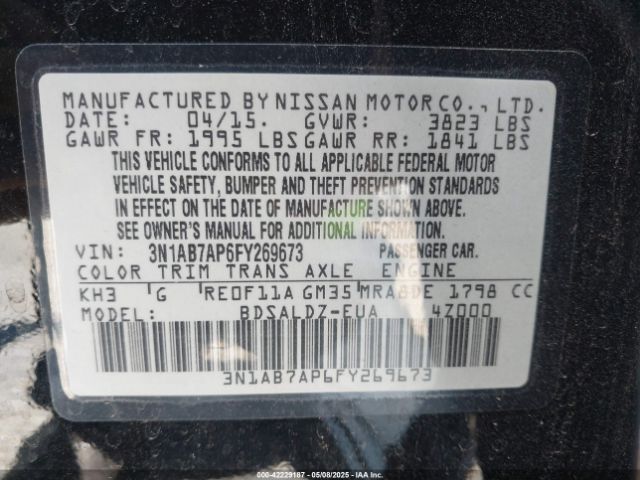 MANUFACTURED BY NISSAN MOTOR CO., LTD.
DATE: 04/15. GVWR: 3823 LBS
GAWR FR: 1995 LBS GAWR RR: 1841 LBS
THIS VEHICLE CONFORMS TO ALL APPLICABLE FEDERAL MOTOR
VEHICLE SAFETY, BUMPER AND THEFT PREVENTION STANDARDS
IN EFFECT ON THE DATE OF MANUFACTURE SHOWN ABOVE.
SEE OWNER'S MANUAL FOR ADDITIONAL INFORMATION.
VIN: 3N1AB7AP6FY269673 PASSENGER CAR.
COLOR TRIM TRANS AXLE ENGINE
KH3 G RE0F11A GM35 MRA8DE 1798 CC
MODEL: BDSALDZ-EUA 4Z000
3N1AB7AP6FY269673
000-42229187 - 05/08/2025 - IAAI